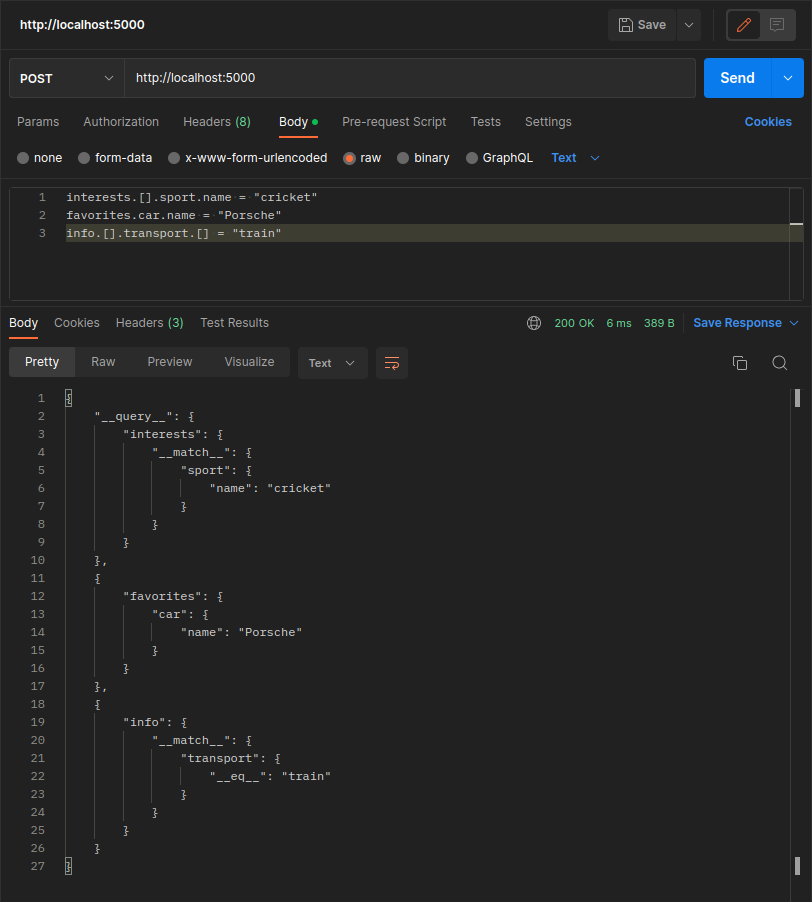 http://localhost:5000
Save
POST
http://localhost:5000
Send
Params Authorization Headers (8) Body Pre-request Script Tests Settings Cookies
none form-data x-www-form-urlencoded raw binary GraphQL Text
1 interests.[].sport.name = "cricket"
2 favorites.car.name = "Porsche"
3 info.[].transport.[] = "train"
Body Cookies Headers (3) Test Results 200 OK 6 ms 389 B Save Response
Pretty Raw Preview Visualize Text
1 {
2 "__query__": {
3 "interests": {
4 "__match__": {
5 "sport": {
6 "name": "cricket"
7 }
8 }
9 }
10 },
11 {
12 "favorites": {
13 "car": {
14 "name": "Porsche"
15 }
16 }
17 },
18 {
19 "info": {
20 "__match__": {
21 "transport": {
22 "__eq__": "train"
23 }
24 }
25 }
26 }
27 }